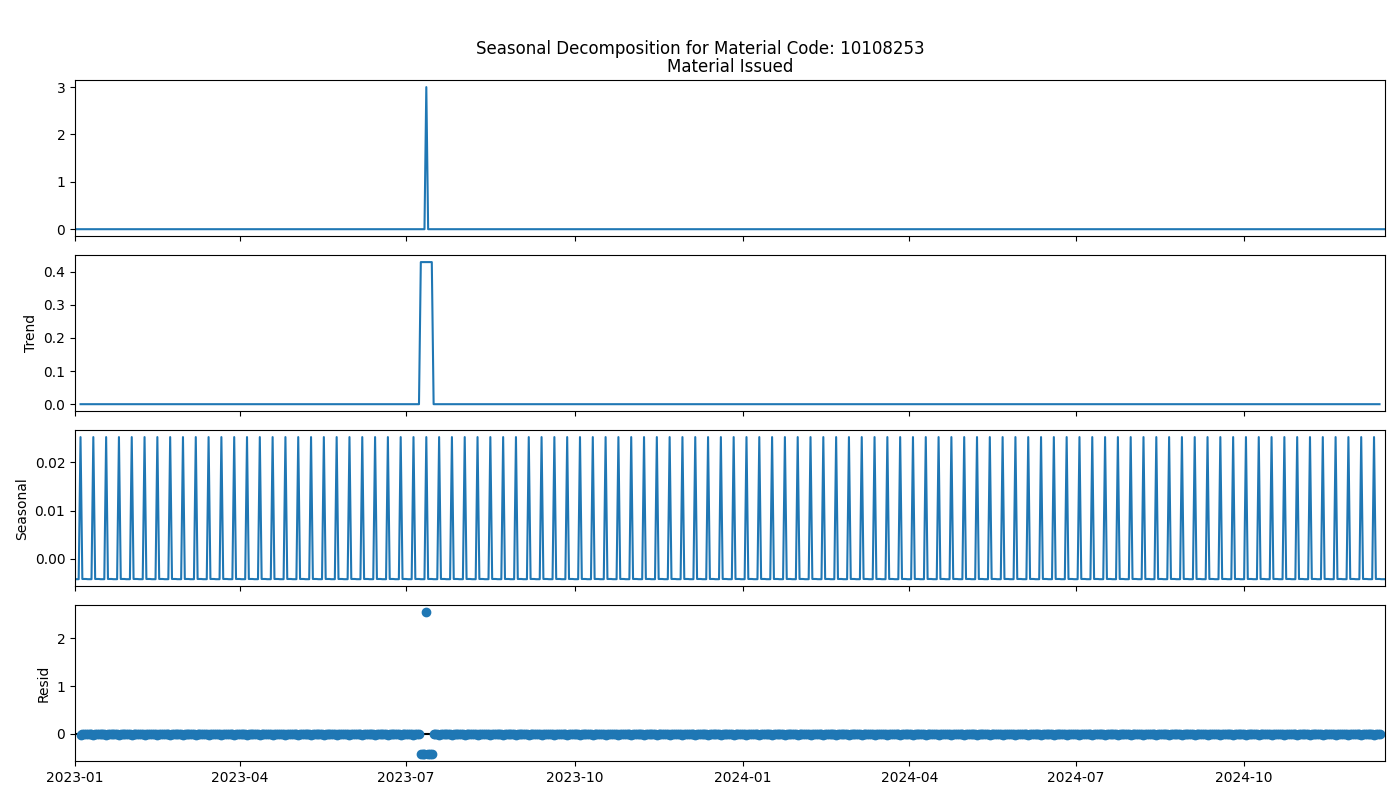 Seasonal Decomposition for Material Code: 10108253
Material Issued
3
2
1
0
0.4
0.3
0.2
0.1
0.0
Trend
0.02
0.01
0.00
Seasonal
2
1
0
Resid
2023-01 2023-04 2023-07 2023-10 2024-01 2024-04 2024-07 2024-10